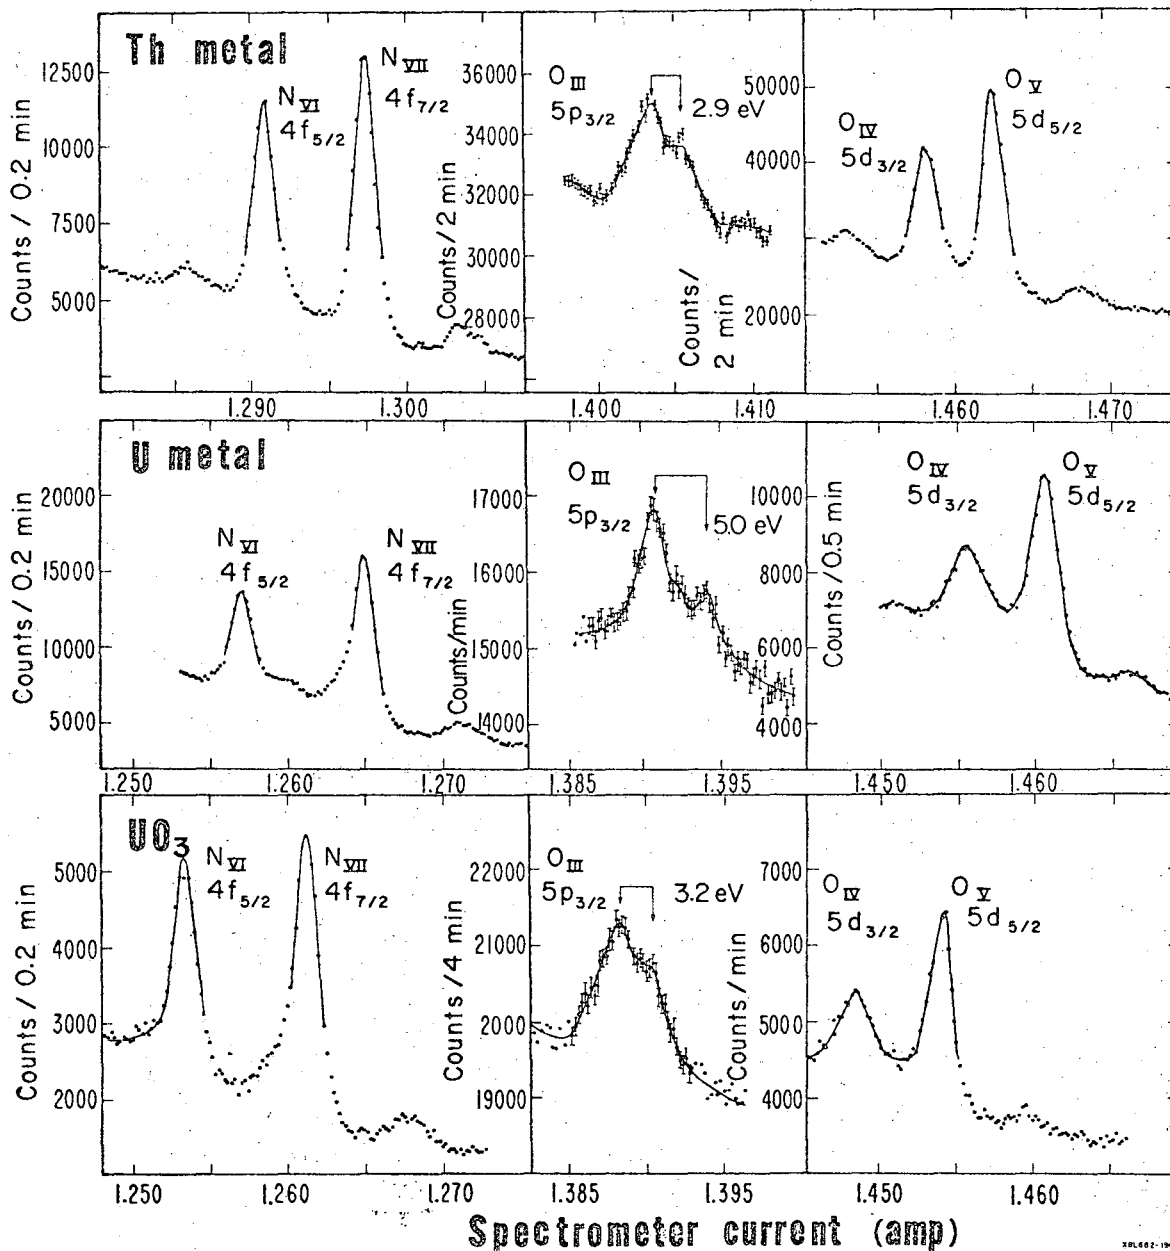 Th metal
Counts / 0.2 min
12500
10000
7500
5000
N VI
4f5/2
N VII
4f7/2
1.290
1.300
Counts/2 min
36000
34000
32000
30000
28000
O III
5p3/2
2.9 eV
1.400
1.410
Counts/
2 min
50000
40000
20000
O IV
5d3/2
O V
5d5/2
1.460
1.470
U metal
Counts / 0.2 min
20000
15000
10000
5000
N VI
4f5/2
N VII
4f7/2
1.250
1.260
1.270
Counts/min
17000
16000
15000
14000
O III
5p3/2
5.0 eV
1.385
1.395
Counts / 0.5 min
10000
8000
6000
4000
O IV
5d3/2
O V
5d5/2
1.450
1.460
UO3
Counts / 0.2 min
5000
4000
3000
2000
N VI
4f5/2
N VII
4f7/2
1.250
1.260
1.270
Counts / 4 min
22000
21000
20000
19000
O III
5p3/2
3.2 eV
1.385
1.395
Counts / min
7000
6000
5000
4000
O IV
5d3/2
O V
5d5/2
1.450
1.460
Spectrometer current (amp)